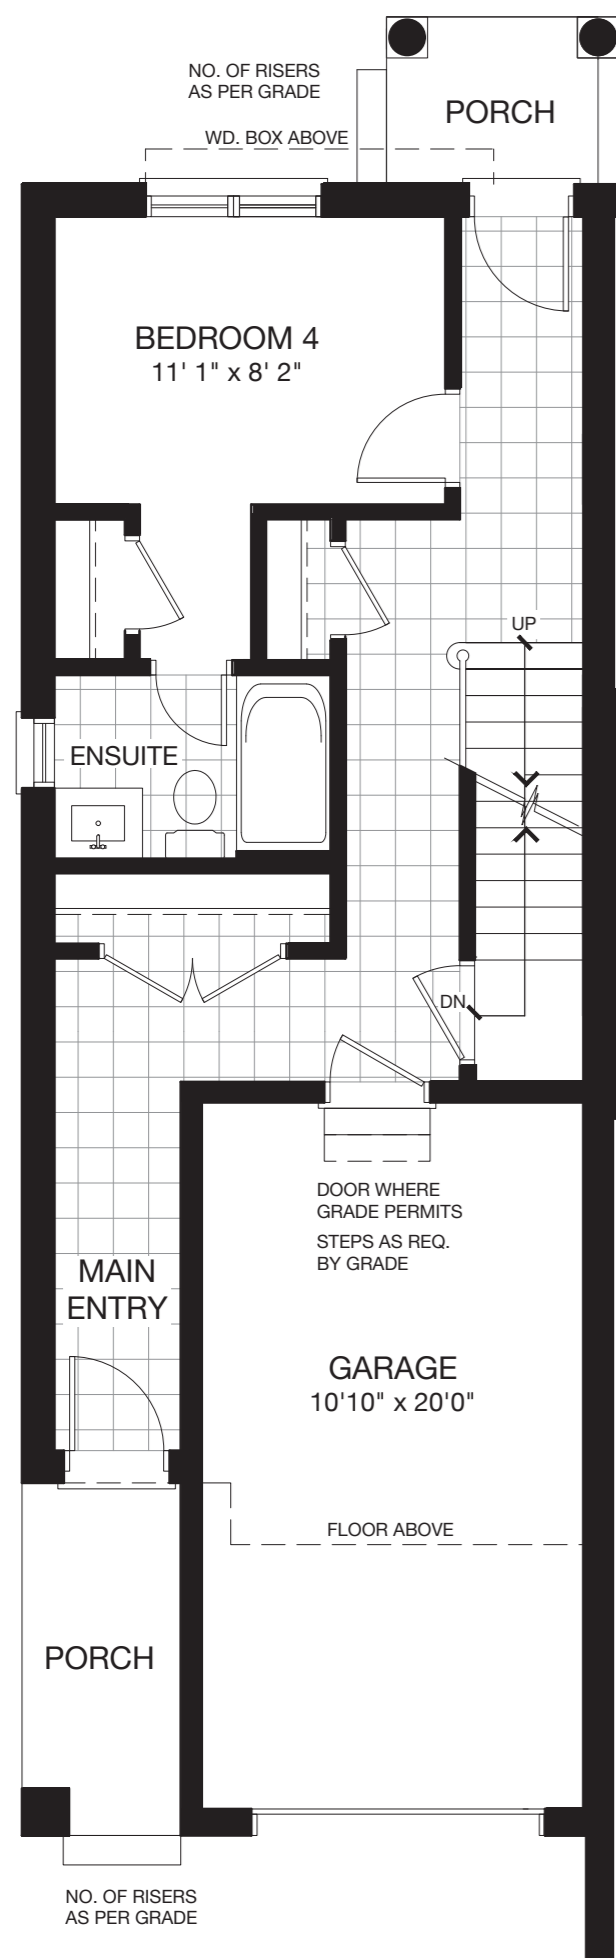 NO. OF RISERS
AS PER GRADE
PORCH
WD. BOX ABOVE
BEDROOM 4
11' 1" x 8' 2"
UP
ENSUITE
DN
DOOR WHERE
GRADE PERMITS
STEPS AS REQ.
BY GRADE
MAIN
ENTRY
GARAGE
10'10" x 20'0"
FLOOR ABOVE
PORCH
NO. OF RISERS
AS PER GRADE